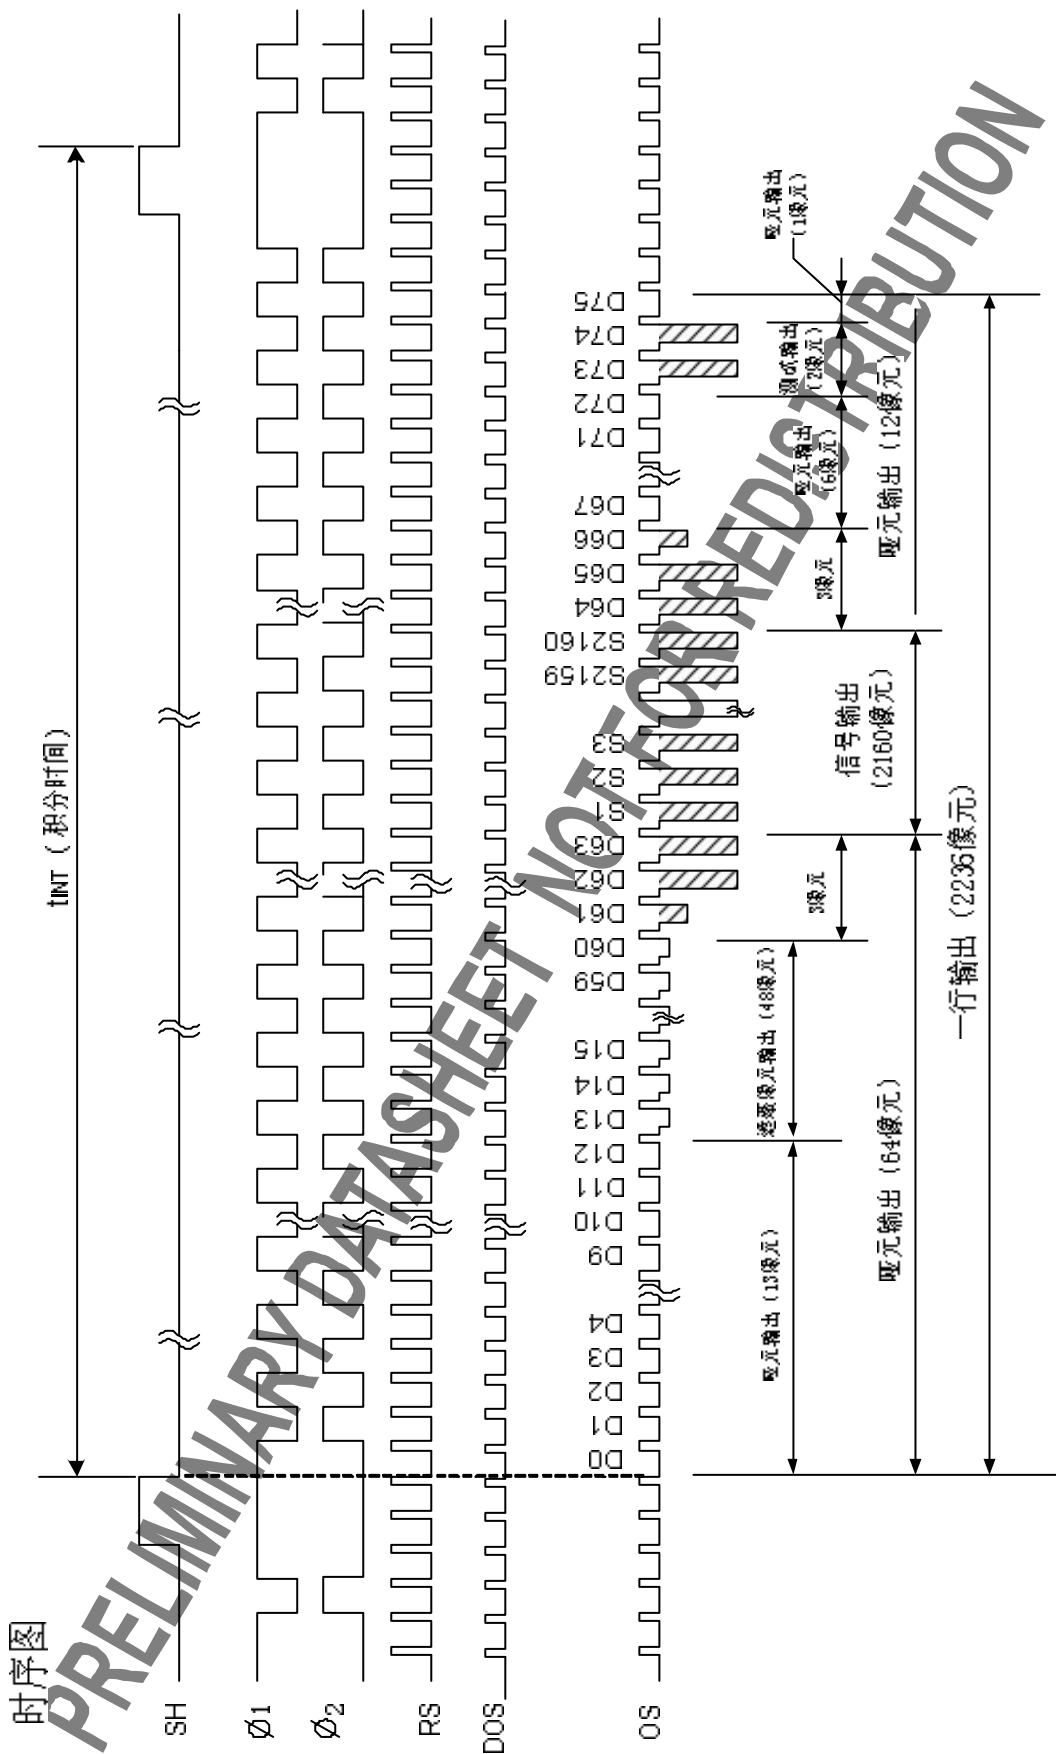 时序图
tINT ( 积分时间)
SH
Ø1
Ø2
RS
DOS
OS
D0
D1
D2
D3
D4
D9
D10
D11
D12
D13
D14
D15
D59
D60
D61
D62
D63
S1
S2
S3
S2159
S2160
D64
D65
D66
D67
D71
D72
D73
D74
D75
哑元输出 (13像元)
遮蔽像元输出 (48像元)
3像元
3像元
哑元输出
(6像元)
测试输出
(2像元)
哑元输出
(1像元)
哑元输出 (64像元)
信号输出
(2160像元)
哑元输出 (12像元)
一行输出 (2236像元)
PRELIMINARY DATASHEET NOT FOR REDISTRIBUTION